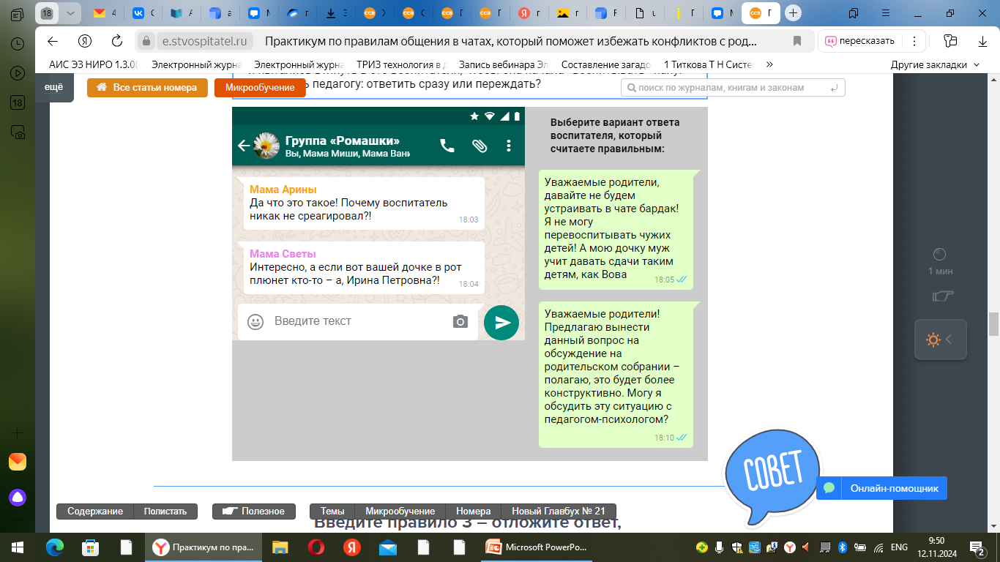 18
4
С
А
а
М
г
З
Х
С
Г
Г
г
г
F
u
Г
М
Г
e.stvospitatel.ru
Практикум по правилам общения в чатах, который поможет избежать конфликтов с род...
пересказать
АИС ЭЗ НИРО 1.3.0(
Электронный журна
Электронный журна
ТРИЗ технология в д
Запись вебинара Эл
Составление загадо
1 Титкова Т Н Систе
»
Другие закладки
ещё
Все статьи номера
Микрообучение
педагогу: ответить сразу или переждать?
поиск по журналам, книгам и законам
Группа «Ромашки»
Вы, Мама Миши, Мама Вани
Мама Арины
Да что это такое! Почему воспитатель
никак не среагировал?!
18:03
Мама Светы
Интересно, а если вот вашей дочке в рот
плюнет кто-то – а, Ирина Петровна?!
18:04
Введите текст
Выберите вариант ответа
воспитателя, который
считаете правильным:
Уважаемые родители,
давайте не будем
устраивать в чате бардак!
Я не могу
перевоспитывать чужих
детей! А мою дочку муж
учит давать сдачи таким
детям, как Вова
18:05
Уважаемые родители!
Предлагаю вынести
данный вопрос на
обсуждение на
родительском собрании –
полагаю, это будет более
конструктивно. Могу я
обсудить эту ситуацию с
педагогом-психологом?
18:10
1 мин
18
СОВЕТ
Онлайн-помощник
Содержание
Полистать
Полезное
Темы
Микрообучение
Номера
Новый Главбух № 21
Введите правило 3 – отложите ответ,
Практикум по пра...
Microsoft PowerPo...
ENG
9:50
12.11.2024
2